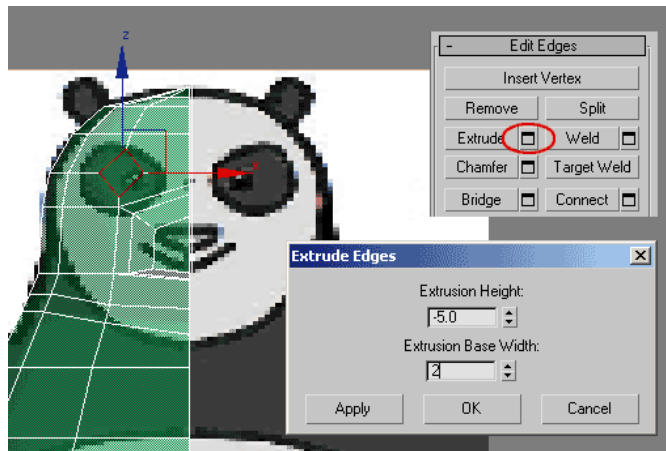 z
x
- Edit Edges
Insert Vertex
Remove Split
Extrude Weld
Chamfer Target Weld
Bridge Connect
Extrude Edges
Extrusion Height:
-5.0
Extrusion Base Width:
2
Apply OK Cancel